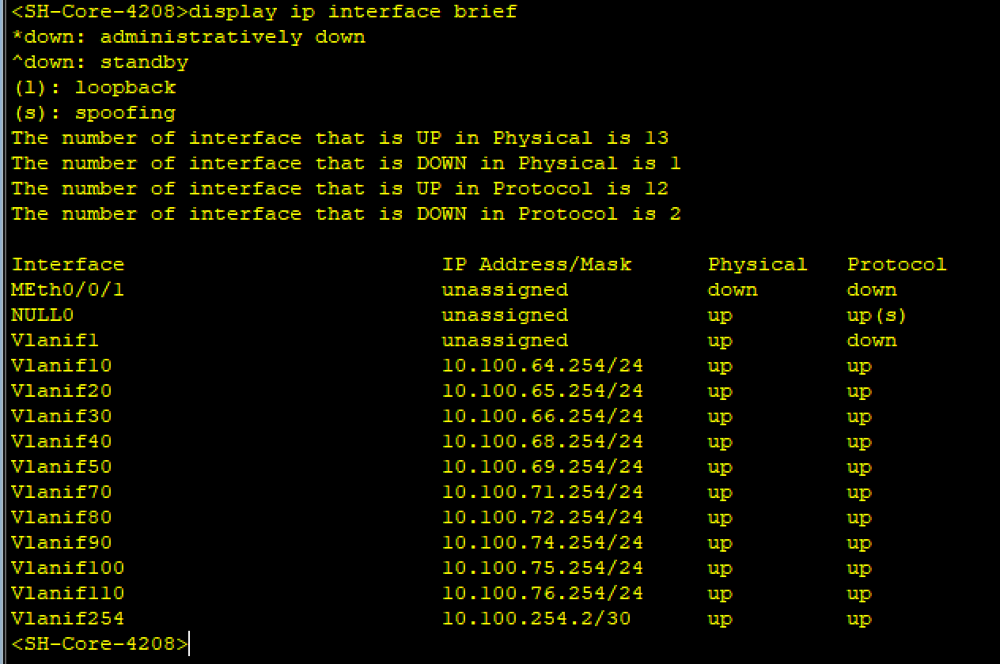 <SH-Core-4208>display ip interface brief
*down: administratively down
^down: standby
(l): loopback
(s): spoofing
The number of interface that is UP in Physical is 13
The number of interface that is DOWN in Physical is 1
The number of interface that is UP in Protocol is 12
The number of interface that is DOWN in Protocol is 2

Interface                         IP Address/Mask      Physical   Protocol
MEth0/0/1                         unassigned           down       down
NULL0                             unassigned           up         up(s)
Vlanif1                           unassigned           up         down
Vlanif10                          10.100.64.254/24     up         up
Vlanif20                          10.100.65.254/24     up         up
Vlanif30                          10.100.66.254/24     up         up
Vlanif40                          10.100.68.254/24     up         up
Vlanif50                          10.100.69.254/24     up         up
Vlanif70                          10.100.71.254/24     up         up
Vlanif80                          10.100.72.254/24     up         up
Vlanif90                          10.100.74.254/24     up         up
Vlanif100                         10.100.75.254/24     up         up
Vlanif110                         10.100.76.254/24     up         up
Vlanif254                         10.100.254.2/30      up         up
<SH-Core-4208>